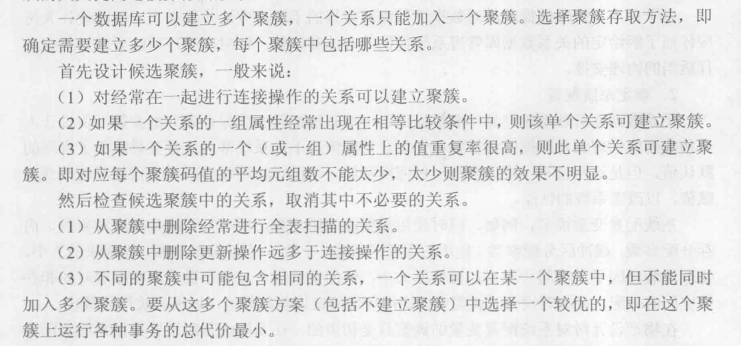 一个数据库可以建立多个聚簇，一个关系只能加入一个聚簇。选择聚簇存取方法，即
确定需要建立多少个聚簇，每个聚簇中包括哪些关系。
首先设计候选聚簇，一般来说：
（1）对经常在一起进行连接操作的关系可以建立聚簇。
（2）如果一个关系的一组属性经常出现在相等比较条件中，则该单个关系可建立聚簇。
（3）如果一个关系的一个（或一组）属性上的值重复率很高，则此单个关系可建立聚
簇。即对应每个聚簇码值的平均元组数不能太少，太少则聚簇的效果不明显。
然后检查候选聚簇中的关系，取消其中不必要的关系。
（1）从聚簇中删除经常进行全表扫描的关系。
（2）从聚簇中删除更新操作远多于连接操作的关系。
（3）不同的聚簇中可能包含相同的关系，一个关系可以在某一个聚簇中，但不能同时
加入多个聚簇。要从这多个聚簇方案（包括不建立聚簇）中选择一个较优的，即在这个聚
簇上运行各种事务的总代价最小。